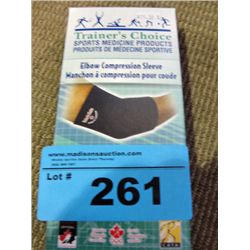 Trainer's Choice
SPORTS MEDICINE PRODUCTS
PRODUITS DE MÉDECINE SPORTIVE
Elbow Compression Sleeve
Manchon à compression pour coude
www.madisonsauction.com
Lot #
261
CATA